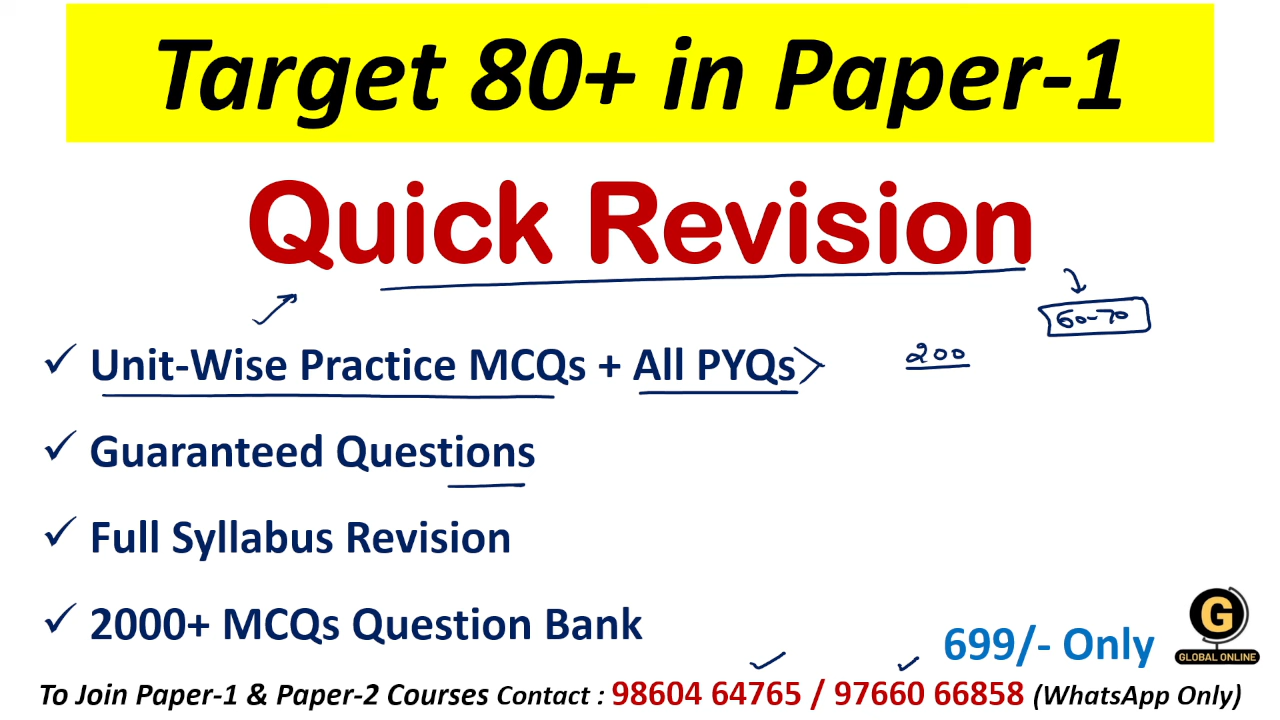 Target 80+ in Paper-1
Quick Revision
60-70
✓ Unit-Wise Practice MCQs + All PYQs
200
✓ Guaranteed Questions
✓ Full Syllabus Revision
✓ 2000+ MCQs Question Bank
699/- Only
G
GLOBAL ONLINE
To Join Paper-1 & Paper-2 Courses Contact : 98604 64765 / 97660 66858 (WhatsApp Only)